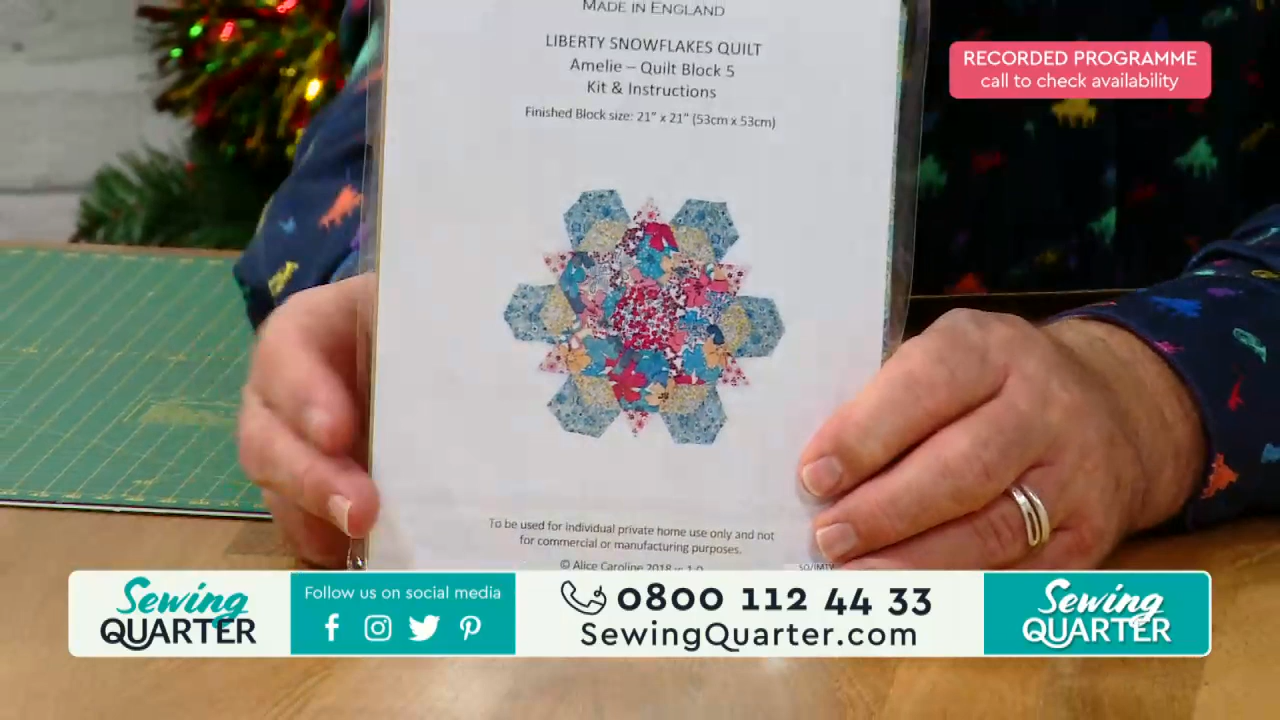 MADE IN ENGLAND
LIBERTY SNOWFLAKES QUILT
Amelie – Quilt Block 5
Kit & Instructions
Finished Block size: 21" x 21" (53cm x 53cm)
RECORDED PROGRAMME
call to check availability
To be used for individual private home use only and not
for commercial or manufacturing purposes.
© Alice Caroline 2018
Sewing
QUARTER
Follow us on social media
0800 112 44 33
SewingQuarter.com
Sewing
QUARTER